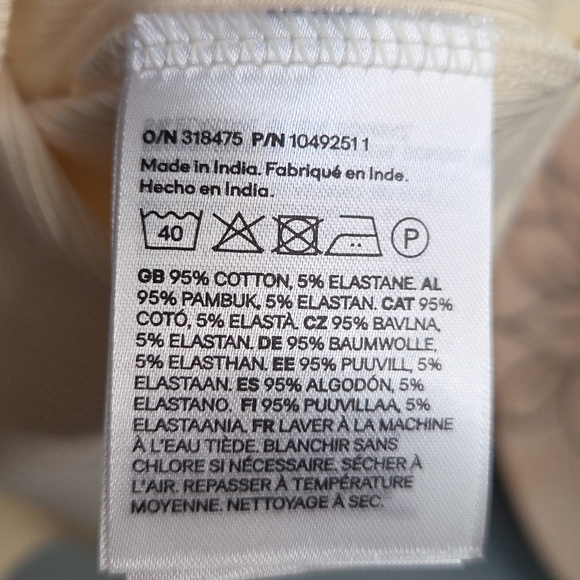 O/N 318475 P/N 10492511
Made in India. Fabriqué en Inde.
Hecho en India.
40 P
GB 95% COTTON, 5% ELASTANE. AL
95% PAMBUK, 5% ELASTAN. CAT 95%
COTÓ, 5% ELASTÀ. CZ 95% BAVLNA,
5% ELASTAN. DE 95% BAUMWOLLE,
5% ELASTHAN. EE 95% PUUVILL, 5%
ELASTAAN. ES 95% ALGODÓN, 5%
ELASTANO. FI 95% PUUVILLAA, 5%
ELASTAANIA. FR LAVER À LA MACHINE
À L'EAU TIÈDE. BLANCHIR SANS
CHLORE SI NÉCESSAIRE. SÉCHER À
L'AIR. REPASSER À TEMPÉRATURE
MOYENNE. NETTOYAGE À SEC.